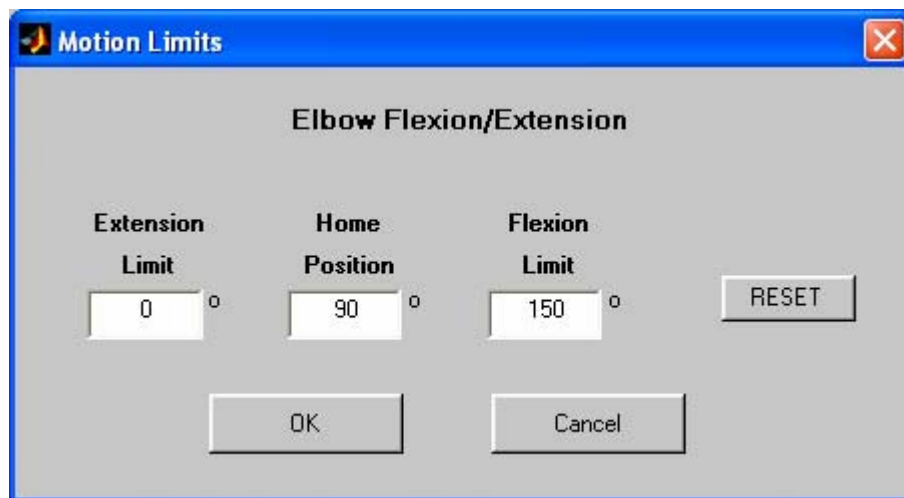 Motion Limits
Elbow Flexion/Extension
Extension Limit
Home Position
Flexion Limit
0 o
90 o
150 o
RESET
OK
Cancel